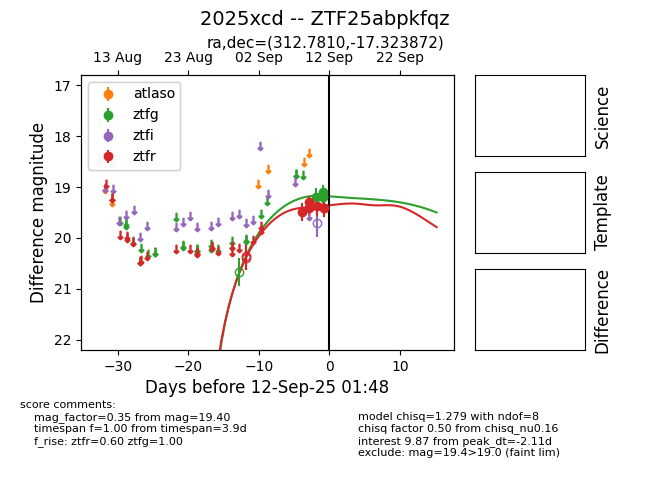 2025xcd -- ZTF25abpkfqz
ra,dec=(312.7810,-17.323872)
13 Aug 23 Aug 02 Sep 12 Sep 22 Sep
17
18
19
20
21
22
Difference magnitude
atlaso
ztfg
ztfi
ztfr
−30 −20 −10 0 10
Days before 12-Sep-25 01:48
Science
Template
Difference
score comments:
mag_factor=0.35 from mag=19.40
timespan f=1.00 from timespan=3.9d
f_rise: ztfr=0.60 ztfg=1.00
model chisq=1.279 with ndof=8
chisq factor 0.50 from chisq_nu0.16
interest 9.87 from peak_dt=-2.11d
exclude: mag=19.4>19.0 (faint lim)